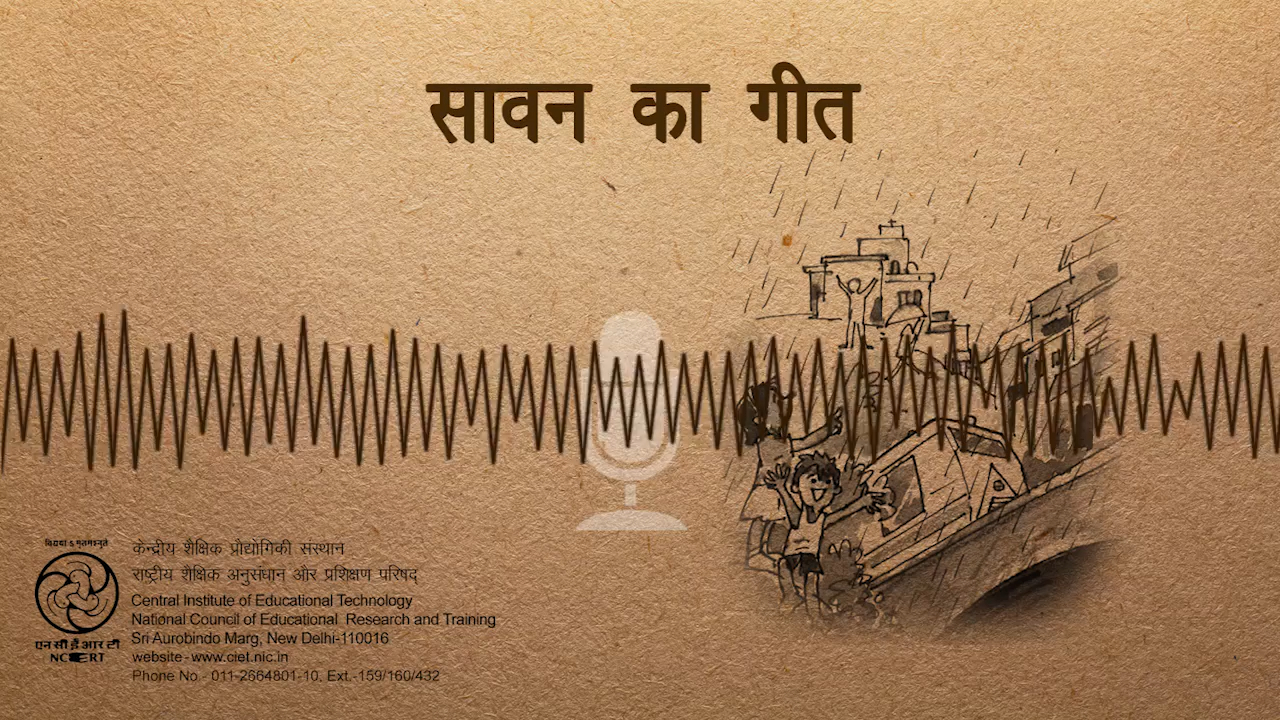 सावन का गीत
विद्यया ऽ मृतमश्नुते
केन्द्रीय शैक्षिक प्रौद्योगिकी संस्थान
राष्ट्रीय शैक्षिक अनुसंधान और प्रशिक्षण परिषद्
Central Institute of Educational Technology
National Council of Educational Research and Training
Sri Aurobindo Marg, New Delhi-110016
website - www.ciet.nic.in
Phone No.- 011-2664801-10, Ext.-159/160/432
एन सी ई आर टी
NCERT